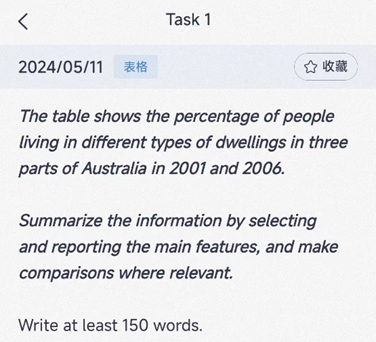 Task 1
2024/05/11 表格 收藏
The table shows the percentage of people
living in different types of dwellings in three
parts of Australia in 2001 and 2006.
Summarize the information by selecting
and reporting the main features, and make
comparisons where relevant.
Write at least 150 words.